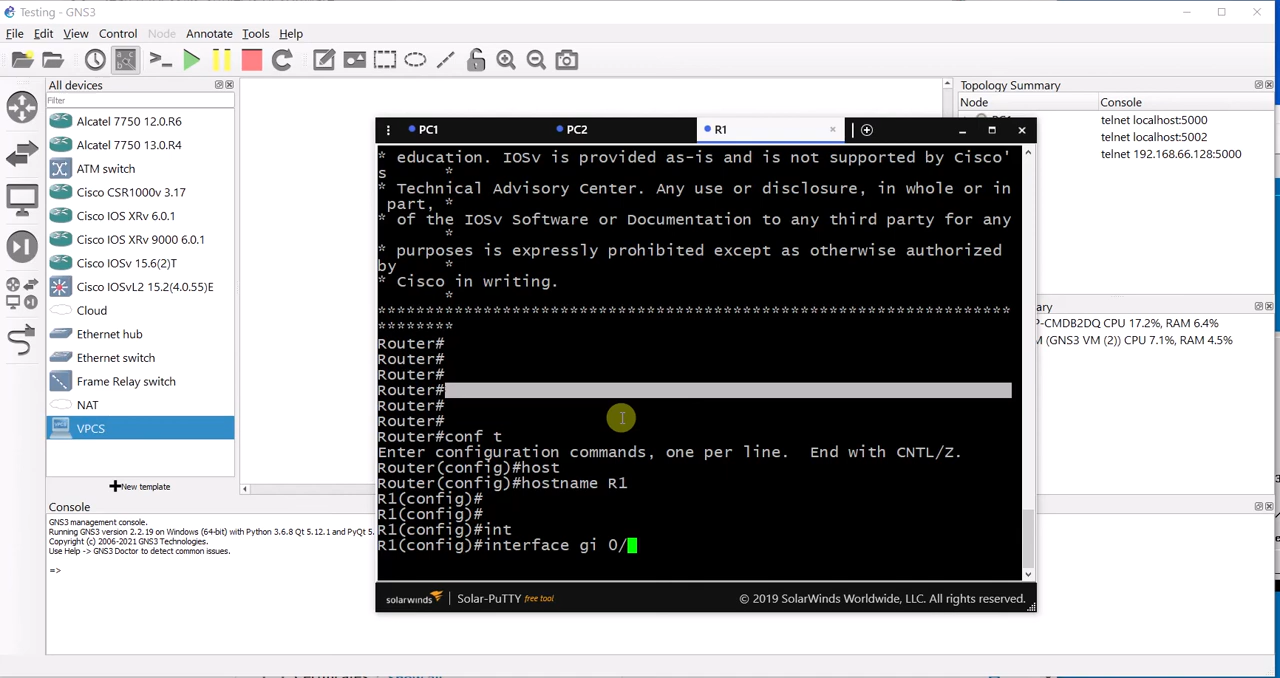 Testing - GNS3
File Edit View Control Node Annotate Tools Help
All devices
Filter
Alcatel 7750 12.0.R6
Alcatel 7750 13.0.R4
ATM switch
Cisco CSR1000v 3.17
Cisco IOS XRv 6.0.1
Cisco IOS XRv 9000 6.0.1
Cisco IOSv 15.6(2)T
Cisco IOSvL2 15.2(4.0.55)E
Cloud
Ethernet hub
Ethernet switch
Frame Relay switch
NAT
VPCS
New template
PC1 PC2 R1
* education. IOSv is provided as-is and is not supported by Cisco'
s *
* Technical Advisory Center. Any use or disclosure, in whole or in
part, *
* of the IOSv Software or Documentation to any third party for any
*
* purposes is expressly prohibited except as otherwise authorized
by *
* Cisco in writing.
*
******************************************************************
********
Router#
Router#
Router#
Router#
Router#
Router#
Router#conf t
Enter configuration commands, one per line. End with CNTL/Z.
Router(config)#host
Router(config)#hostname R1
R1(config)#
R1(config)#
R1(config)#int
R1(config)#interface gi 0/
solarwinds Solar-PuTTY free tool © 2019 SolarWinds Worldwide, LLC. All rights reserved.
Topology Summary
Node Console
telnet localhost:5000
telnet localhost:5002
telnet 192.168.66.128:5000
P-CMDB2DQ CPU 17.2%, RAM 6.4%
M (GNS3 VM (2)) CPU 7.1%, RAM 4.5%
Console
GNS3 management console.
Running GNS3 version 2.2.19 on Windows (64-bit) with Python 3.6.8 Qt 5.12.1 and PyQt 5.
Copyright (c) 2006-2021 GNS3 Technologies.
Use Help -> GNS3 Doctor to detect common issues.
=>